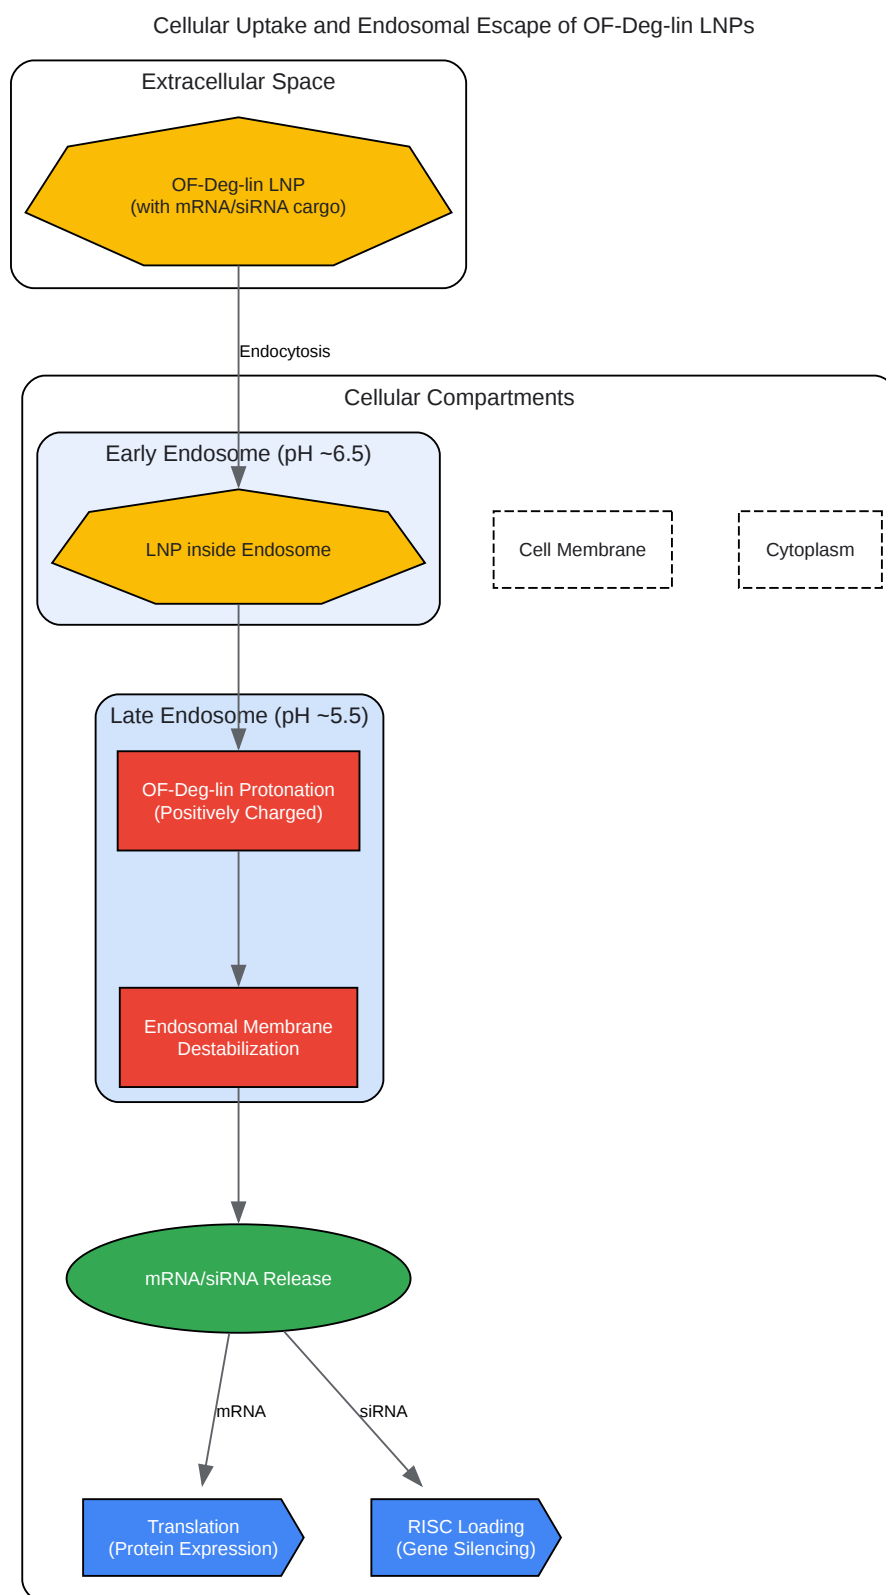 Cellular Uptake and Endosomal Escape of OF-Deg-lin LNPs
Extracellular Space
OF-Deg-lin LNP
(with mRNA/siRNA cargo)
Endocytosis
Cellular Compartments
Early Endosome (pH ~6.5)
LNP inside Endosome
Cell Membrane
Cytoplasm
Late Endosome (pH ~5.5)
OF-Deg-lin Protonation
(Positively Charged)
Endosomal Membrane
Destabilization
mRNA/siRNA Release
mRNA
siRNA
Translation
(Protein Expression)
RISC Loading
(Gene Silencing)